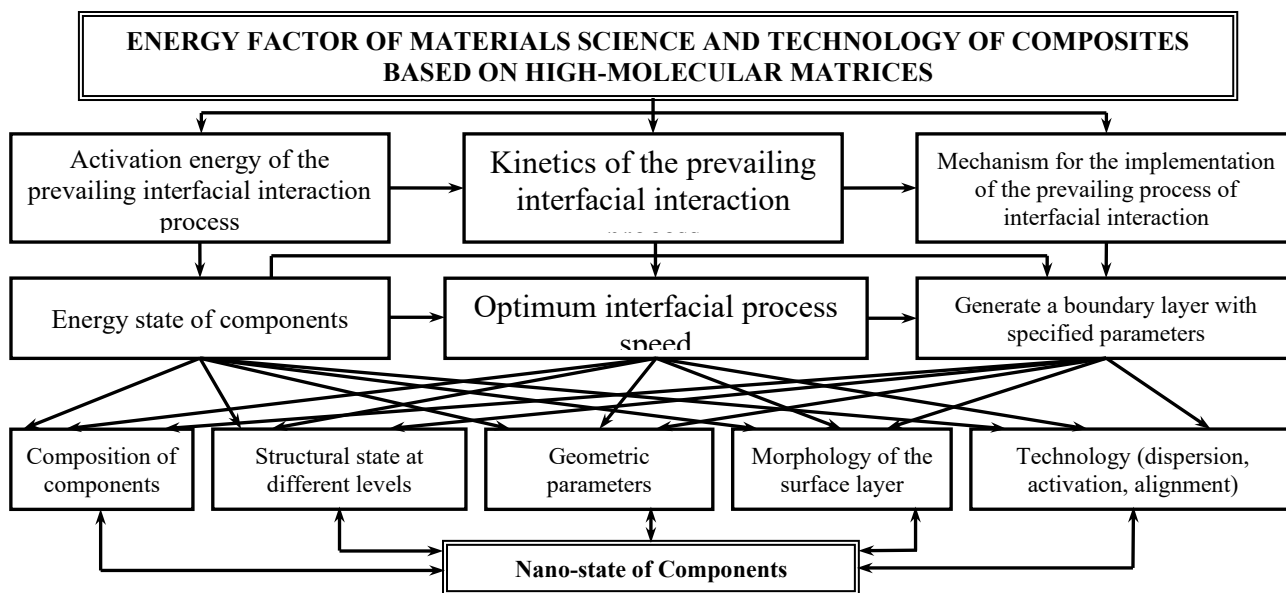 ENERGY FACTOR OF MATERIALS SCIENCE AND TECHNOLOGY OF COMPOSITES
BASED ON HIGH-MOLECULAR MATRICES
Activation energy of the
prevailing interfacial interaction
process
Kinetics of the prevailing
interfacial interaction
Mechanism for the implementation
of the prevailing process of
interfacial interaction
Energy state of components
Optimum interfacial process
speed
Generate a boundary layer with
specified parameters
Composition of
components
Structural state at
different levels
Geometric
parameters
Morphology of the
surface layer
Technology (dispersion,
activation, alignment)
Nano-state of Components